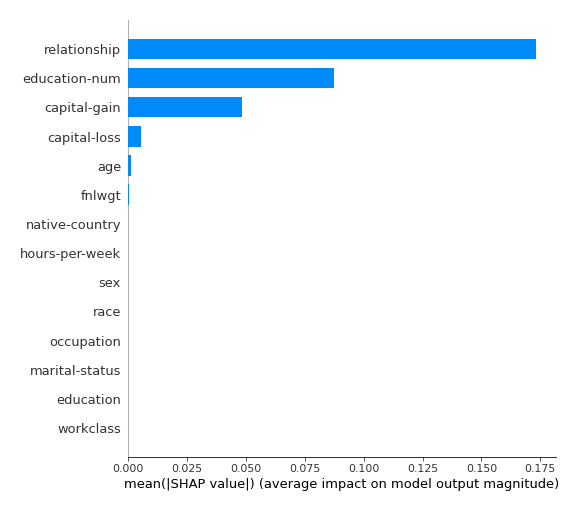 relationship
education-num
capital-gain
capital-loss
age
fnlwgt
native-country
hours-per-week
sex
race
occupation
marital-status
education
workclass
0.000 0.025 0.050 0.075 0.100 0.125 0.150 0.175
mean(|SHAP value|) (average impact on model output magnitude)